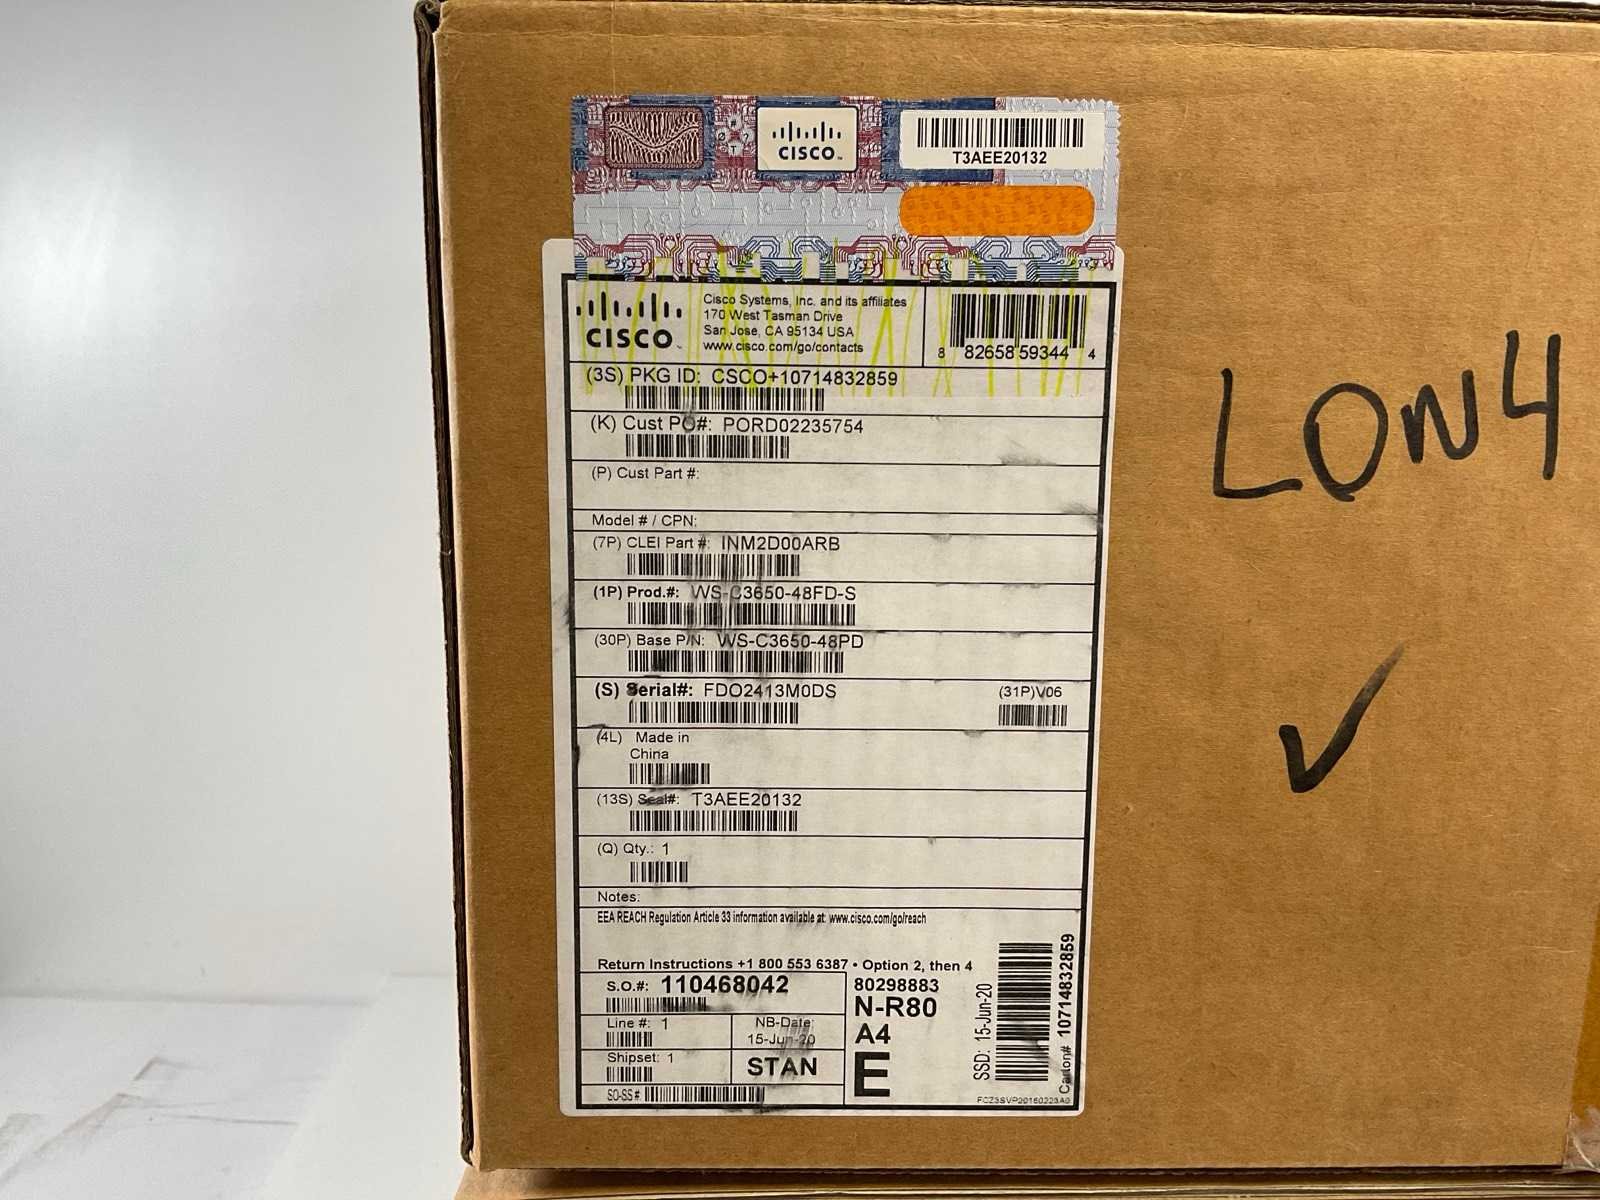 CISCO
T3AEE20132
CISCO
Cisco Systems, Inc. and its affiliates
170 West Tasman Drive
San Jose, CA 95134 USA
www.cisco.com/go/contacts
8 82658 59344 4
(3S) PKG ID: CSCO+10714832859
(K) Cust PO#: PORD02235754
(P) Cust Part #:
Model # / CPN:
(7P) CLEI Part #: INM2D00ARB
(1P) Prod.#: WS-C3650-48FD-S
(30P) Base P/N: WS-C3650-48PD
(S) Serial#: FDO2413M0DS
(31P)V06
(4L) Made in
China
(13S) Seal#: T3AEE20132
(Q) Qty.: 1
Notes:
EEA REACH Regulation Article 33 information available at: www.cisco.com/go/reach
Return Instructions +1 800 553 6387 • Option 2, then 4
S.O.#: 110468042
Line #: 1
NB-Date:
15-Jun-20
Shipset: 1
STAN
SO-SS #:
80298883
N-R80
A4
E
SSD: 15-Jun-20
Carton# 10714832859
FCZ3SVP20160223A0
LON4